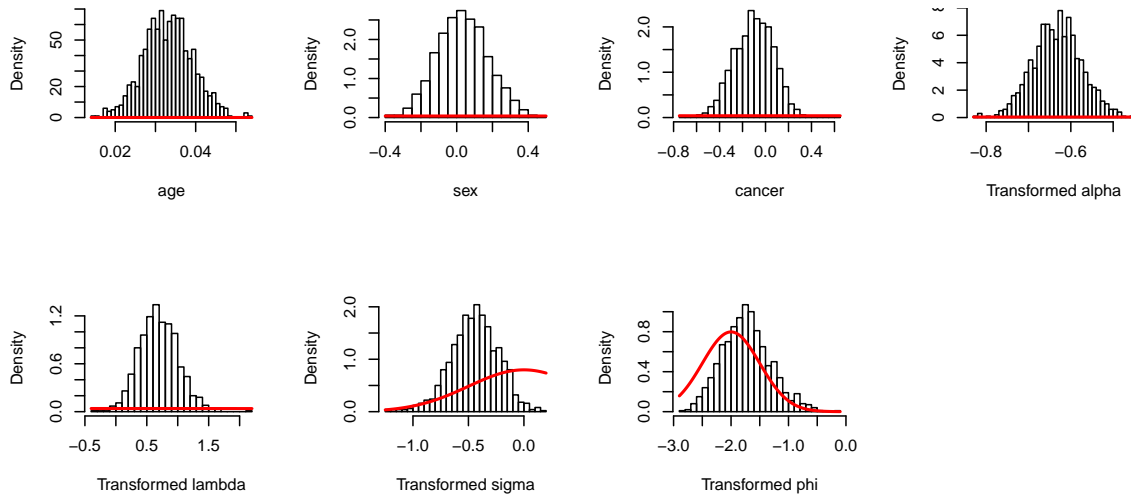 Density
0 20 50
0.02 0.04
age
Density
0.0 1.0 2.0
−0.4 0.0 0.4
sex
Density
0.0 1.0 2.0
−0.8 −0.4 0.0 0.4
cancer
Density
0 2 4 6 8
−0.8 −0.6
Transformed alpha
Density
0.0 0.6 1.2
−0.5 0.5 1.5
Transformed lambda
Density
0.0 1.0 2.0
−1.0 −0.5 0.0
Transformed sigma
Density
0.0 0.4 0.8
−3.0 −2.0 −1.0 0.0
Transformed phi